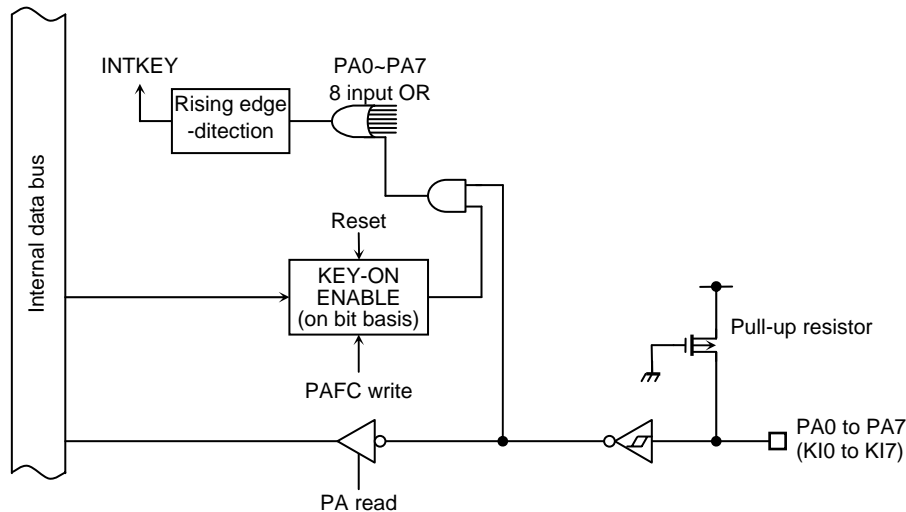 INTKEY
PA0~PA7
8 input OR
Rising edge
-ditection
Internal data bus
Reset
KEY-ON
ENABLE
(on bit basis)
Pull-up resistor
PAFC write
PA0 to PA7
(KI0 to KI7)
PA read